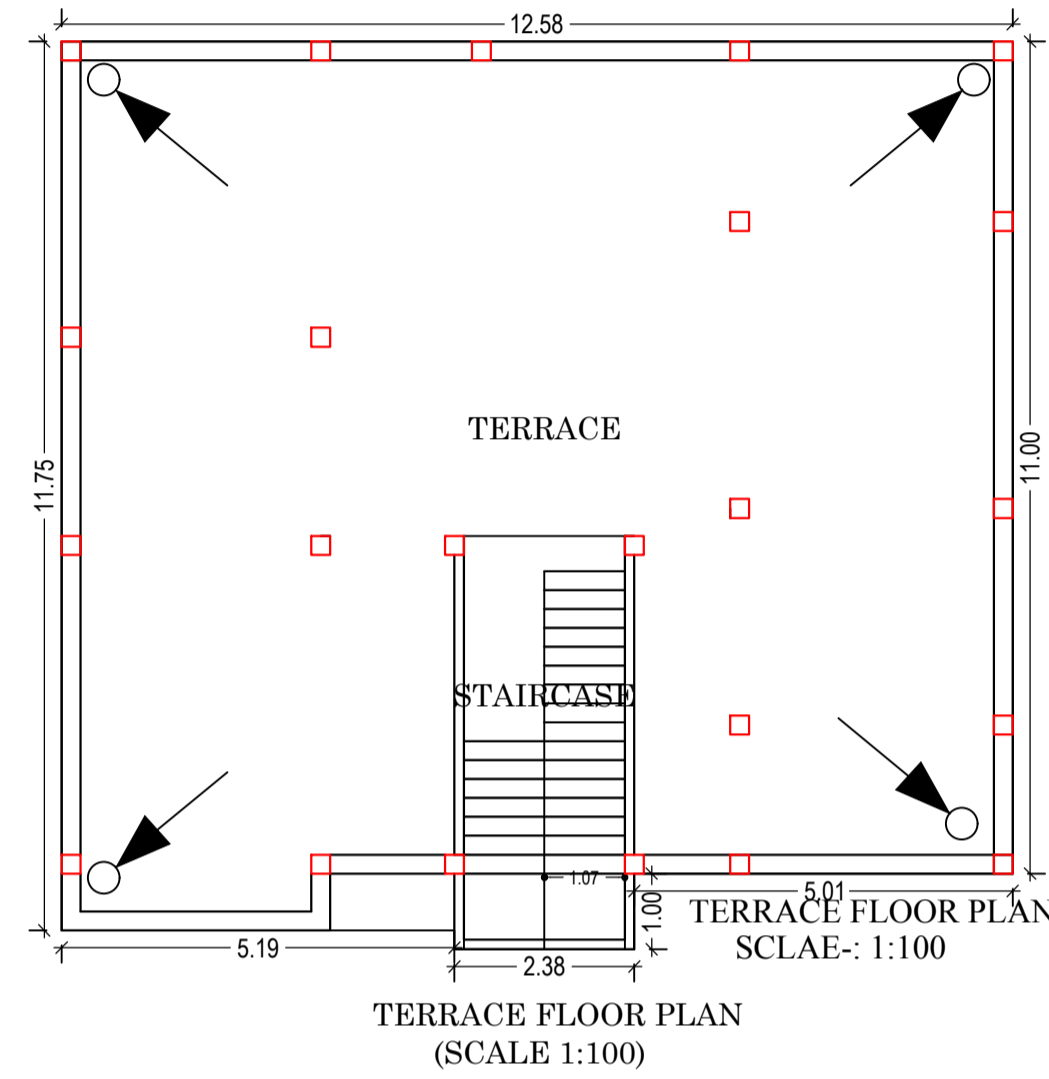 12.58
11.75
11.00
TERRACE
STAIRCASE
1.07
1.00
5.01
TERRACE FLOOR PLAN
SCLAE-: 1:100
5.19
2.38
TERRACE FLOOR PLAN
(SCALE 1:100)